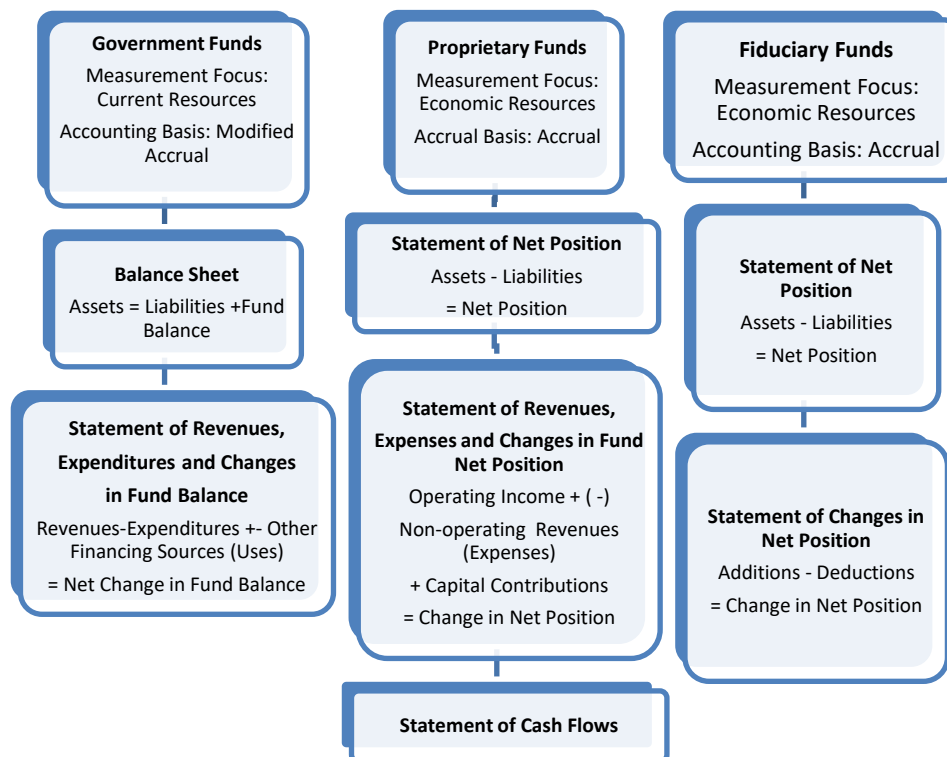 Government Funds
Measurement Focus:
Current Resources
Accounting Basis: Modified
Accrual
Balance Sheet
Assets = Liabilities +Fund
Balance
Statement of Revenues,
Expenditures and Changes
in Fund Balance
Revenues-Expenditures +- Other
Financing Sources (Uses)
= Net Change in Fund Balance
Proprietary Funds
Measurement Focus:
Economic Resources
Accrual Basis: Accrual
Statement of Net Position
Assets - Liabilities
= Net Position
Statement of Revenues,
Expenses and Changes in Fund
Net Position
Operating Income + ( -)
Non-operating Revenues
(Expenses)
+ Capital Contributions
= Change in Net Position
Statement of Cash Flows
Fiduciary Funds
Measurement Focus:
Economic Resources
Accounting Basis: Accrual
Statement of Net
Position
Assets - Liabilities
= Net Position
Statement of Changes in
Net Position
Additions - Deductions
= Change in Net Position